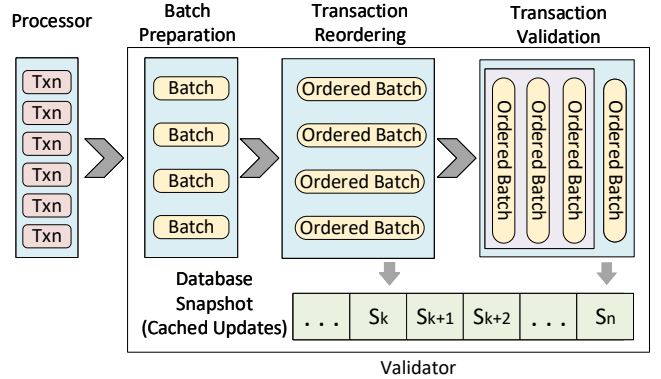 Processor
Batch
Preparation
Transaction
Reordering
Transaction
Validation
Txn
Txn
Txn
Txn
Txn
Txn
Batch
Batch
Batch
Batch
Ordered Batch
Ordered Batch
Ordered Batch
Ordered Batch
Ordered Batch
Ordered Batch
Ordered Batch
Ordered Batch
Database
Snapshot
(Cached Updates)
. . . Sk Sk+1 Sk+2 . . . Sn
Validator